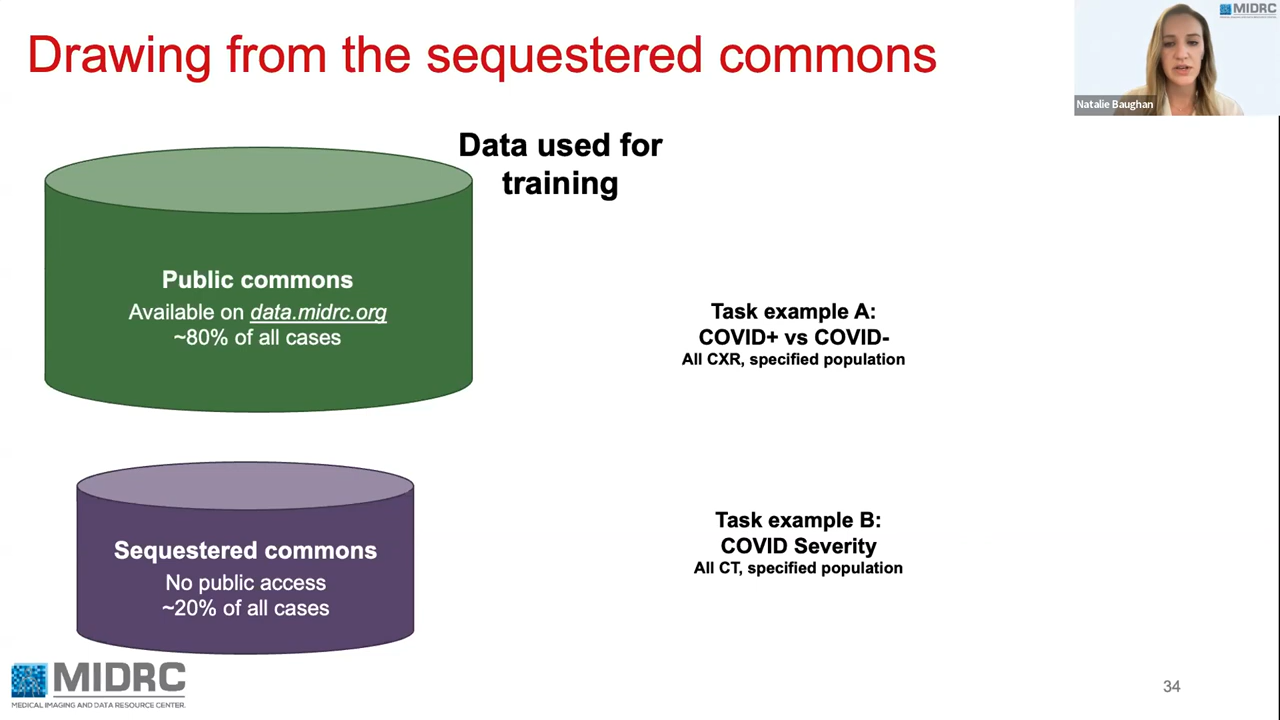 Drawing from the sequestered commons
MIDRC
Natalie Baughan
Data used for
training
Public commons
Available on data.midrc.org
~80% of all cases
Task example A:
COVID+ vs COVID-
All CXR, specified population
Sequestered commons
No public access
~20% of all cases
Task example B:
COVID Severity
All CT, specified population
MIDRC
MEDICAL IMAGING AND DATA RESOURCE CENTER.
34